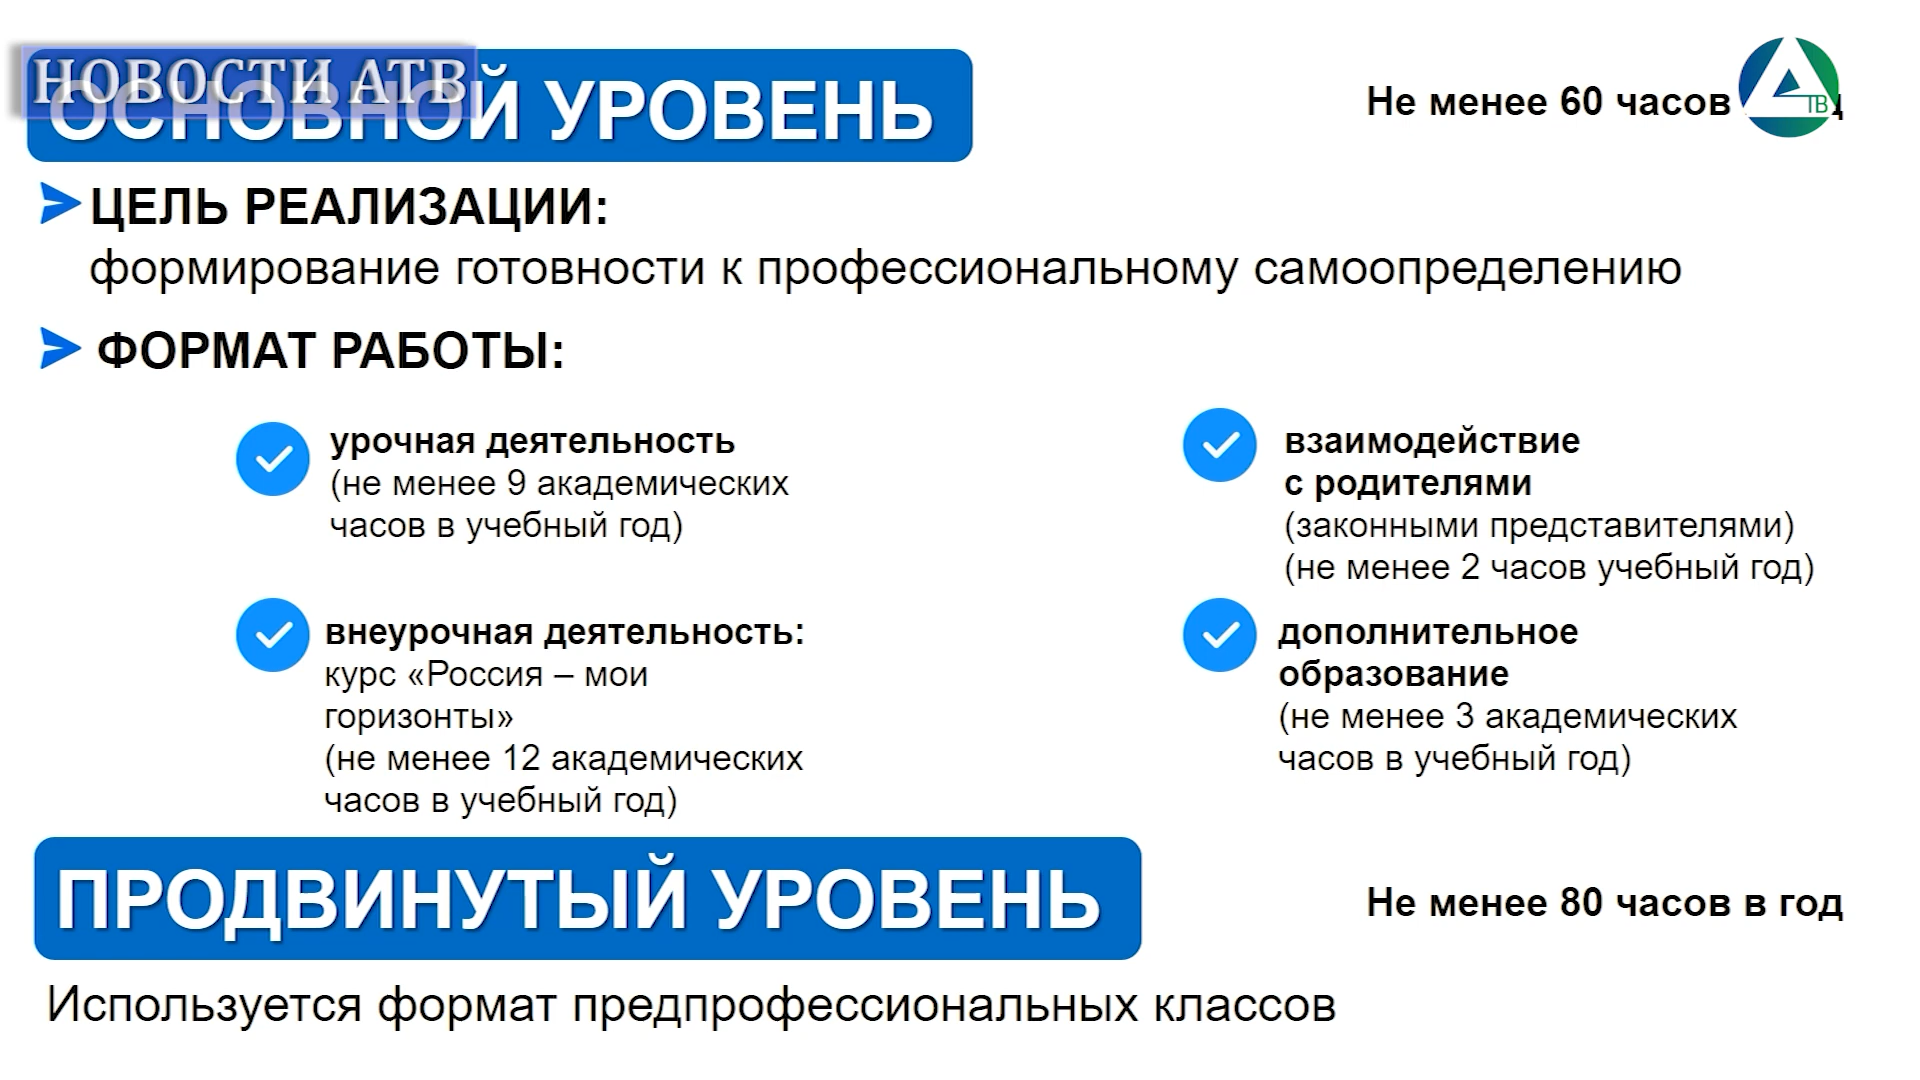 НОВОСТИ АТВ
ОСНОВНОЙ УРОВЕНЬ
Не менее 60 часов
ТВ
ЦЕЛЬ РЕАЛИЗАЦИИ:
формирование готовности к профессиональному самоопределению
ФОРМАТ РАБОТЫ:
урочная деятельность
(не менее 9 академических
часов в учебный год)
взаимодействие
с родителями
(законными представителями)
(не менее 2 часов учебный год)
внеурочная деятельность:
курс «Россия – мои
горизонты»
(не менее 12 академических
часов в учебный год)
дополнительное
образование
(не менее 3 академических
часов в учебный год)
ПРОДВИНУТЫЙ УРОВЕНЬ
Не менее 80 часов в год
Используется формат предпрофессиональных классов